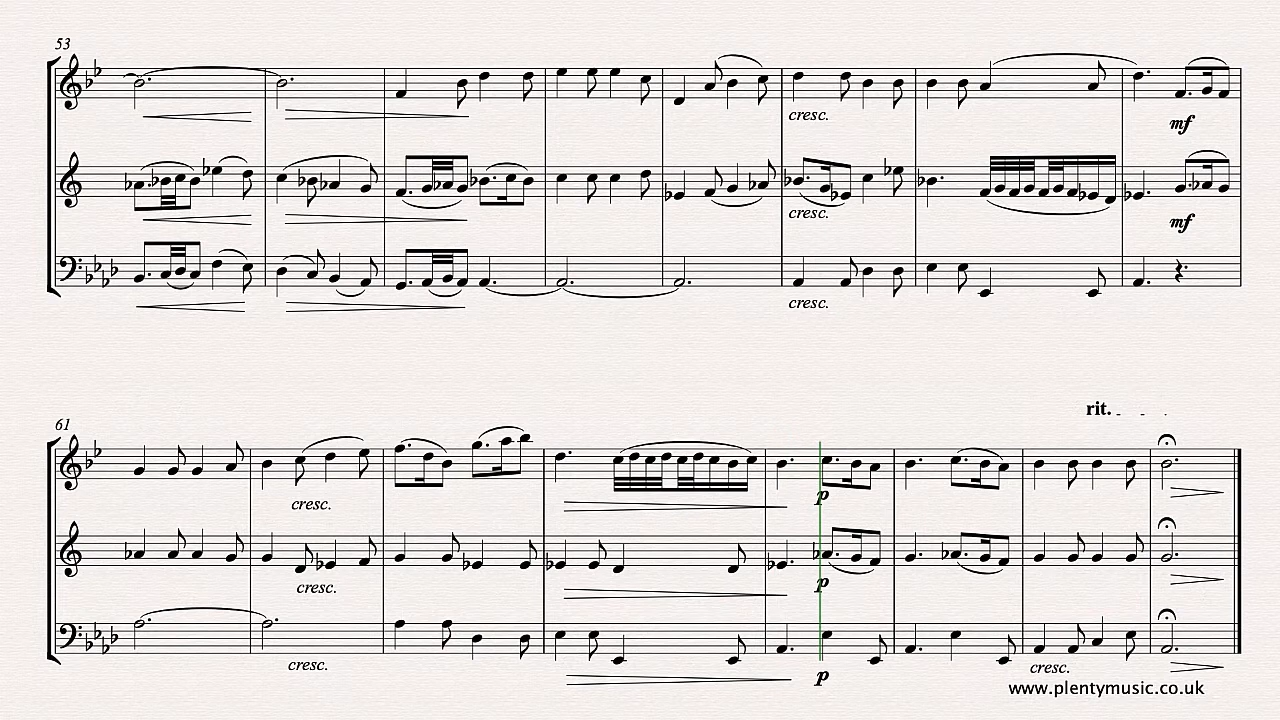 53
cresc.
mf
cresc.
mf
cresc.
rit. _ _ _
61
cresc.
p
cresc.
p
cresc.
cresc.
p
www.plentymusic.co.uk